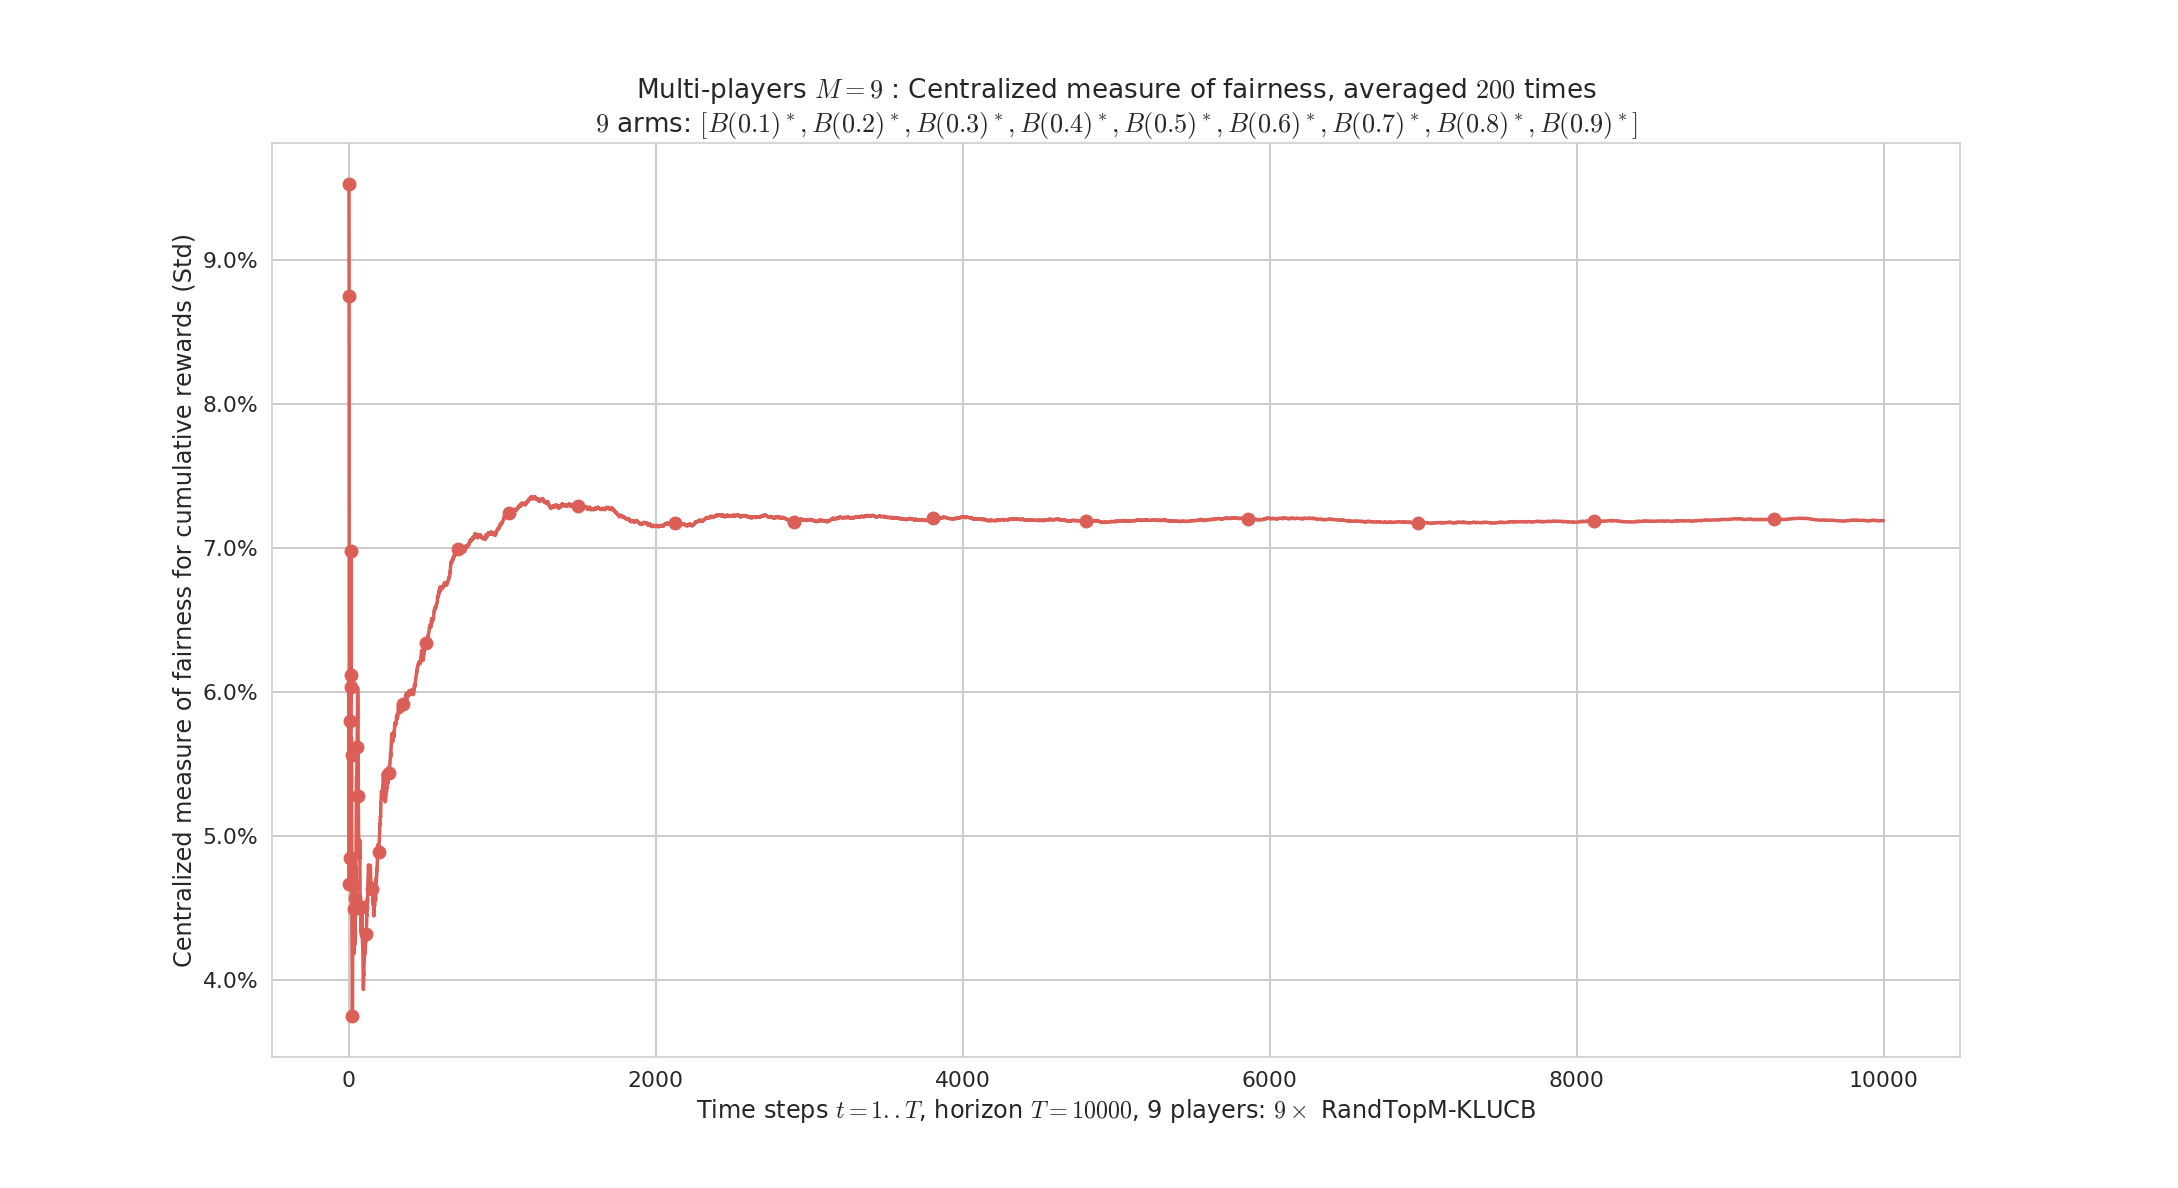 Multi-players M = 9 : Centralized measure of fairness, averaged 200 times
9 arms: [B(0.1)*, B(0.2)*, B(0.3)*, B(0.4)*, B(0.5)*, B(0.6)*, B(0.7)*, B(0.8)*, B(0.9)*]
Centralized measure of fairness for cumulative rewards (Std)
9.0%
8.0%
7.0%
6.0%
5.0%
4.0%
0 2000 4000 6000 8000 10000
Time steps t = 1..T, horizon T = 10000, 9 players: 9× RandTopM-KLUCB